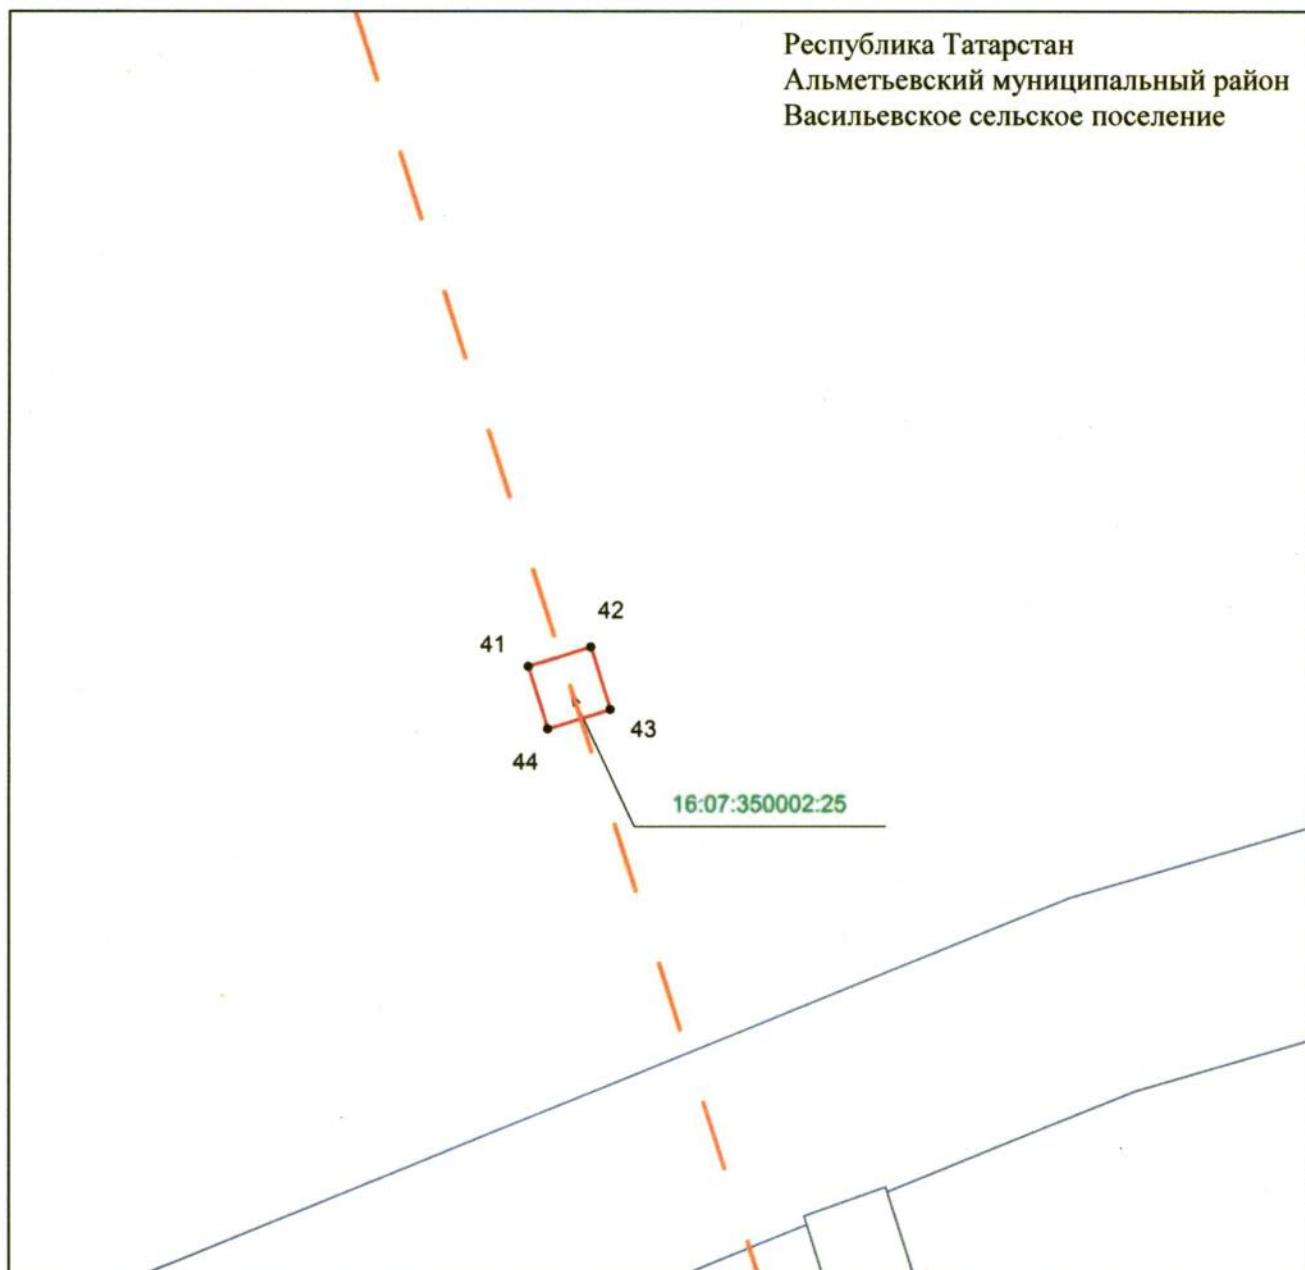 Республика Татарстан
Альметьевский муниципальный район
Васильевское сельское поселение
42
41
43
44
16:07:350002:25